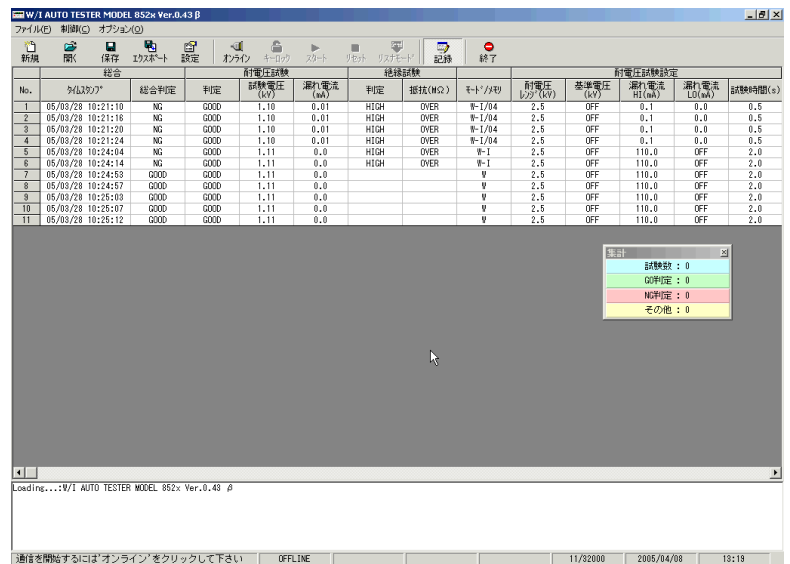 W/I AUTO TESTER MODEL 852x Ver.0.43 β
ファイル(F) 制御(C) オプション(O)
新規 開く 保存 エクスポート 設定 オンライン キーロック スタート リセット リスナモード 記録 終了
総合 耐電圧試験 絶縁試験 耐電圧試験設定
No. タイムスタンプ 総合判定 判定 試験電圧(kV) 漏れ電流(mA) 判定 抵抗(MΩ) モード/メモリ 耐電圧レンジ(kV) 基準電圧(kV) 漏れ電流HI(mA) 漏れ電流LO(mA) 試験時間(s)
1 05/03/28 10:21:10 NG GOOD 1.10 0.01 HIGH OVER W-I/04 2.5 OFF 0.1 0.0 0.5
2 05/03/28 10:21:16 NG GOOD 1.10 0.01 HIGH OVER W-I/04 2.5 OFF 0.1 0.0 0.5
3 05/03/28 10:21:20 NG GOOD 1.10 0.01 HIGH OVER W-I/04 2.5 OFF 0.1 0.0 0.5
4 05/03/28 10:21:24 NG GOOD 1.10 0.01 HIGH OVER W-I/04 2.5 OFF 0.1 0.0 0.5
5 05/03/28 10:24:04 NG GOOD 1.11 0.0 HIGH OVER W-I 2.5 OFF 110.0 OFF 2.0
6 05/03/28 10:24:14 NG GOOD 1.11 0.0 HIGH OVER W-I 2.5 OFF 110.0 OFF 2.0
7 05/03/28 10:24:53 GOOD GOOD 1.11 0.0 W 2.5 OFF 110.0 OFF 2.0
8 05/03/28 10:24:57 GOOD GOOD 1.11 0.0 W 2.5 OFF 110.0 OFF 2.0
9 05/03/28 10:25:03 GOOD GOOD 1.11 0.0 W 2.5 OFF 110.0 OFF 2.0
10 05/03/28 10:25:07 GOOD GOOD 1.11 0.0 W 2.5 OFF 110.0 OFF 2.0
11 05/03/28 10:25:12 GOOD GOOD 1.11 0.0 W 2.5 OFF 110.0 OFF 2.0
集計
試験数 : 0
GO判定 : 0
NG判定 : 0
その他 : 0
Loading...:W/I AUTO TESTER MODEL 852x Ver.0.43 β
通信を開始するには'オンライン'をクリックして下さい OFFLINE 11/32000 2005/04/08 13:19